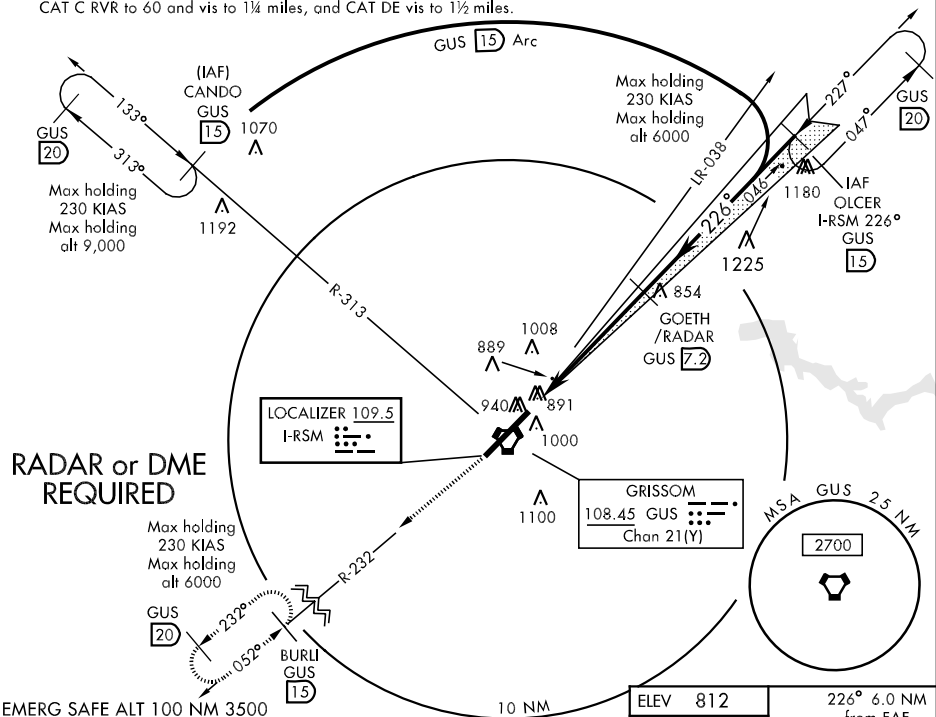 CAT C RVR to 60 and vis to 1¼ miles, and CAT DE vis to 1½ miles.
GUS 15 Arc
(IAF)
CANDO
GUS
15
133°
313°
GUS
20
1070
Max holding
230 KIAS
Max holding
alt 9,000
1192
Max holding
230 KIAS
Max holding
alt 6000
LR-038
227°
047°
GUS
20
226°
046
1180
IAF
OLCER
I-RSM 226°
GUS
15
1225
R-313
854
GOETH
/RADAR
GUS 7.2
1008
889
940
891
1000
LOCALIZER 109.5
I-RSM
RADAR or DME
REQUIRED
GRISSOM
108.45 GUS
Chan 21(Y)
1100
MSA GUS 25 NM
2700
Max holding
230 KIAS
Max holding
alt 6000
R-232
GUS
20
232°
052°
BURLI
GUS
15
EMERG SAFE ALT 100 NM 3500
10 NM
ELEV 812
226° 6.0 NM
from FAF